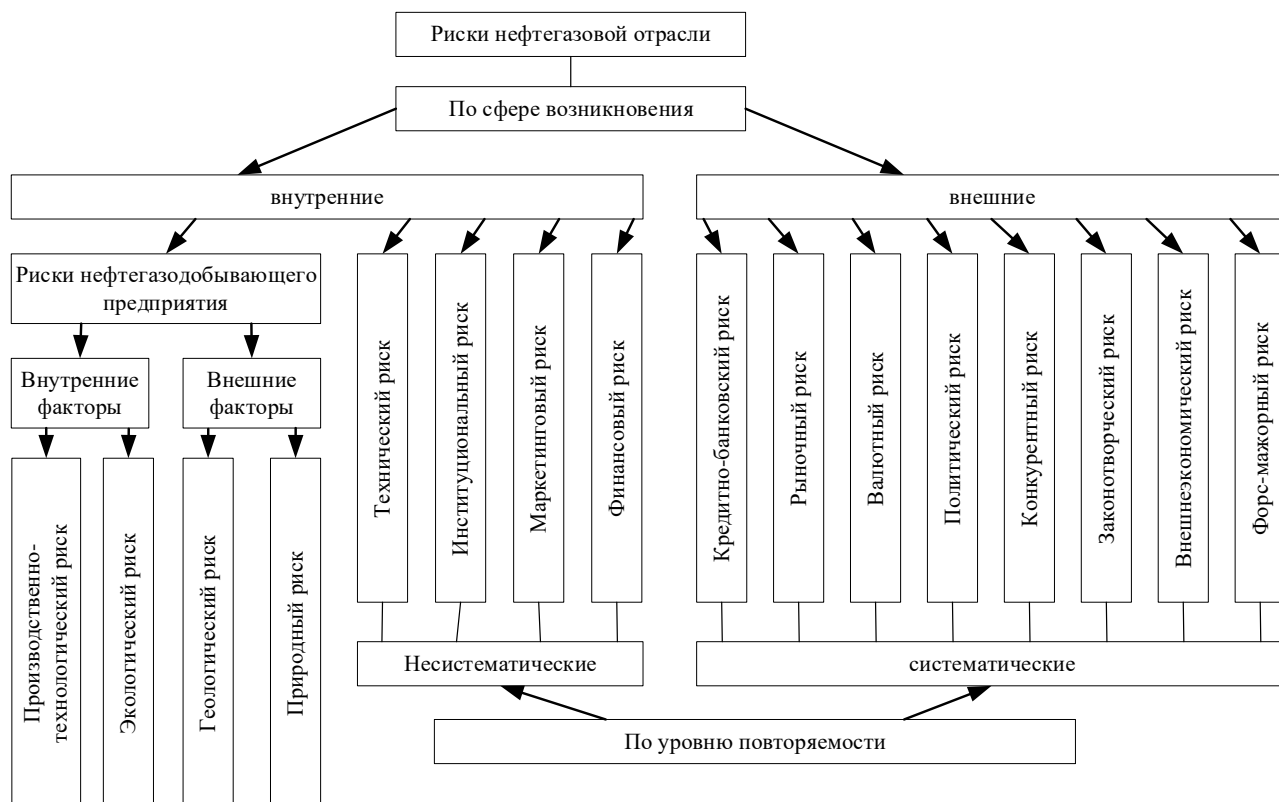 Риски нефтегазовой отрасли
По сфере возникновения
внутренние
внешние
Риски нефтегазодобывающего
предприятия
Внутренние
факторы
Внешние
факторы
Производственно-
технологический риск
Экологический риск
Геологический риск
Природный риск
Технический риск
Институциональный риск
Маркетинговый риск
Финансовый риск
Кредитно-банковский риск
Рыночный риск
Валютный риск
Политический риск
Конкурентный риск
Законотворческий риск
Внешнеэкономический риск
Форс-мажорный риск
Несистематические
систематические
По уровню повторяемости